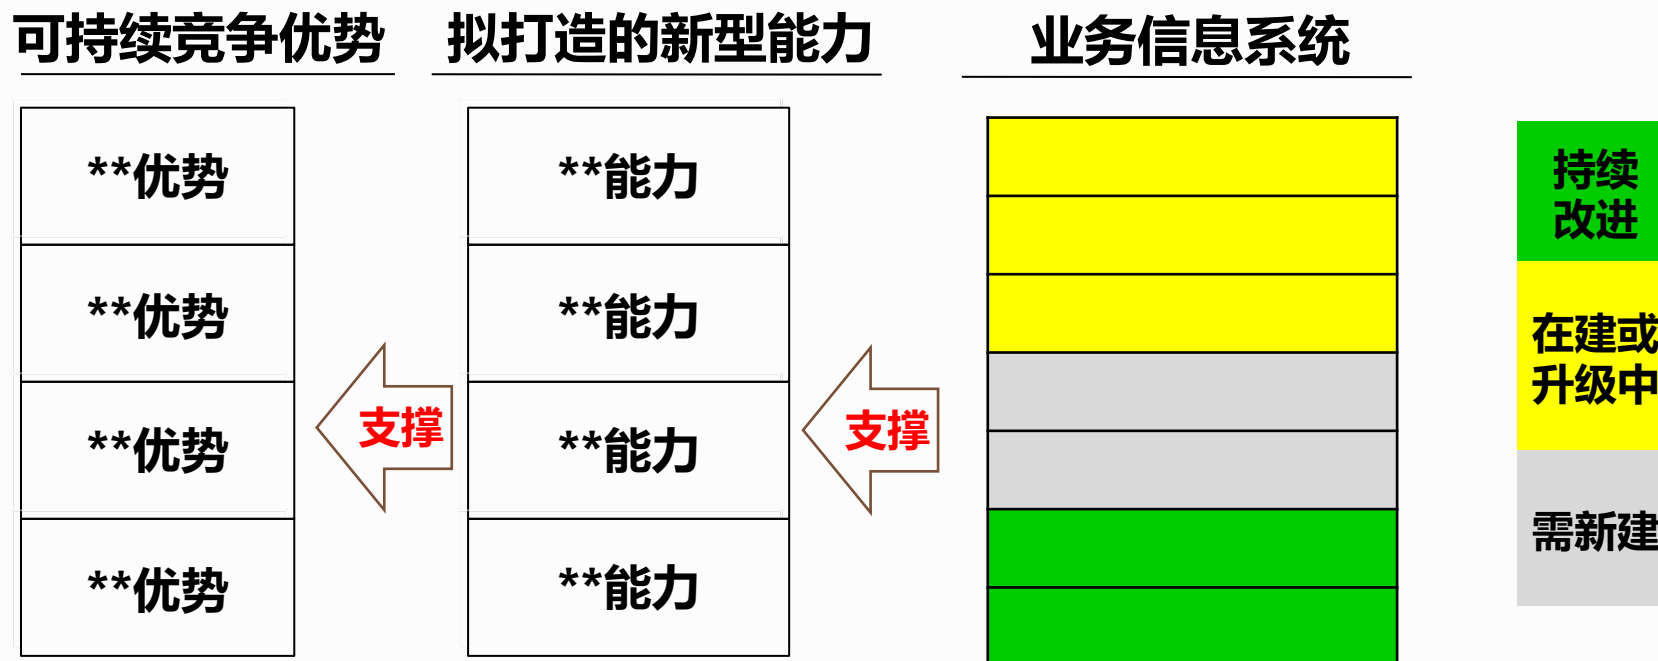 可持续竞争优势
拟打造的新型能力
业务信息系统
**优势
**能力
**优势
**能力
**优势
**能力
**优势
**能力
支撑
支撑
持续
改进
在建或
升级中
需新建